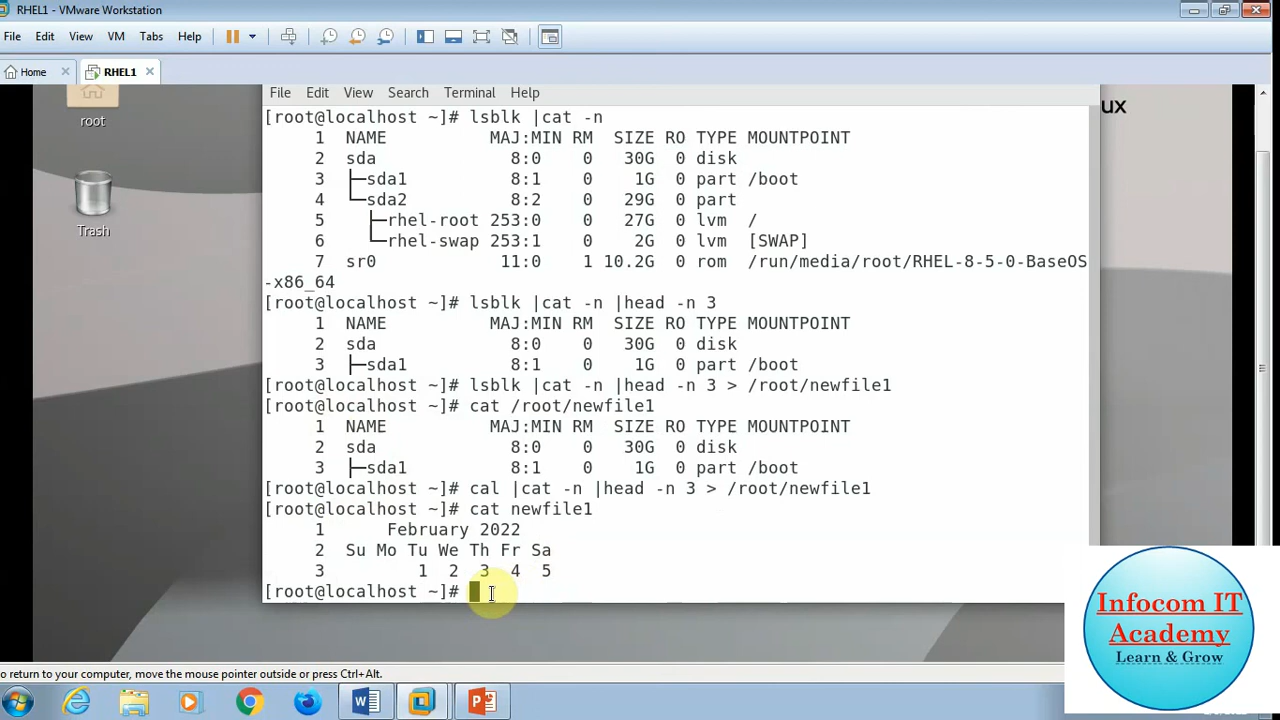 RHEL1 - VMware Workstation
File Edit View VM Tabs Help
Home RHEL1
root
Trash
ux
File Edit View Search Terminal Help
[root@localhost ~]# lsblk |cat -n
1 NAME MAJ:MIN RM SIZE RO TYPE MOUNTPOINT
2 sda 8:0 0 30G 0 disk
3 ├─sda1 8:1 0 1G 0 part /boot
4 └─sda2 8:2 0 29G 0 part
5 ├─rhel-root 253:0 0 27G 0 lvm /
6 └─rhel-swap 253:1 0 2G 0 lvm [SWAP]
7 sr0 11:0 1 10.2G 0 rom /run/media/root/RHEL-8-5-0-BaseOS
-x86_64
[root@localhost ~]# lsblk |cat -n |head -n 3
1 NAME MAJ:MIN RM SIZE RO TYPE MOUNTPOINT
2 sda 8:0 0 30G 0 disk
3 ├─sda1 8:1 0 1G 0 part /boot
[root@localhost ~]# lsblk |cat -n |head -n 3 > /root/newfile1
[root@localhost ~]# cat /root/newfile1
1 NAME MAJ:MIN RM SIZE RO TYPE MOUNTPOINT
2 sda 8:0 0 30G 0 disk
3 ├─sda1 8:1 0 1G 0 part /boot
[root@localhost ~]# cal |cat -n |head -n 3 > /root/newfile1
[root@localhost ~]# cat newfile1
1 February 2022
2 Su Mo Tu We Th Fr Sa
3 1 2 3 4 5
[root@localhost ~]#
Infocom IT
Academy
Learn & Grow
o return to your computer, move the mouse pointer outside or press Ctrl+Alt.